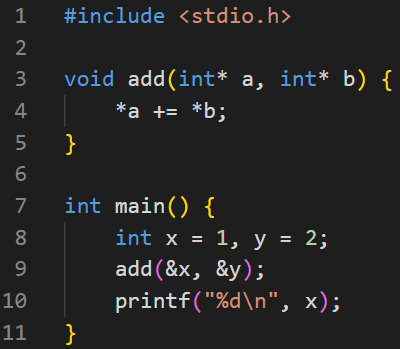 1 #include <stdio.h>
2
3 void add(int* a, int* b) {
4     *a += *b;
5 }
6
7 int main() {
8     int x = 1, y = 2;
9     add(&x, &y);
10     printf("%d\n", x);
11 }